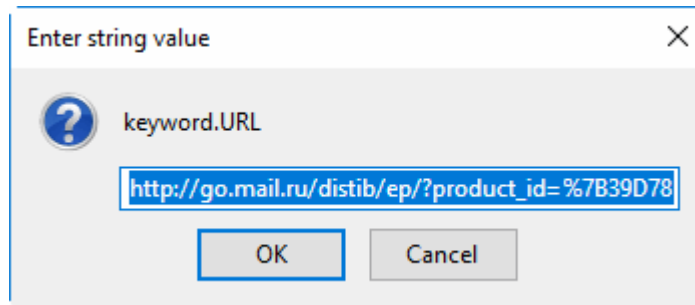 Enter string value
keyword.URL
http://go.mail.ru/distib/ep/?product_id=%7B39D78
OK Cancel